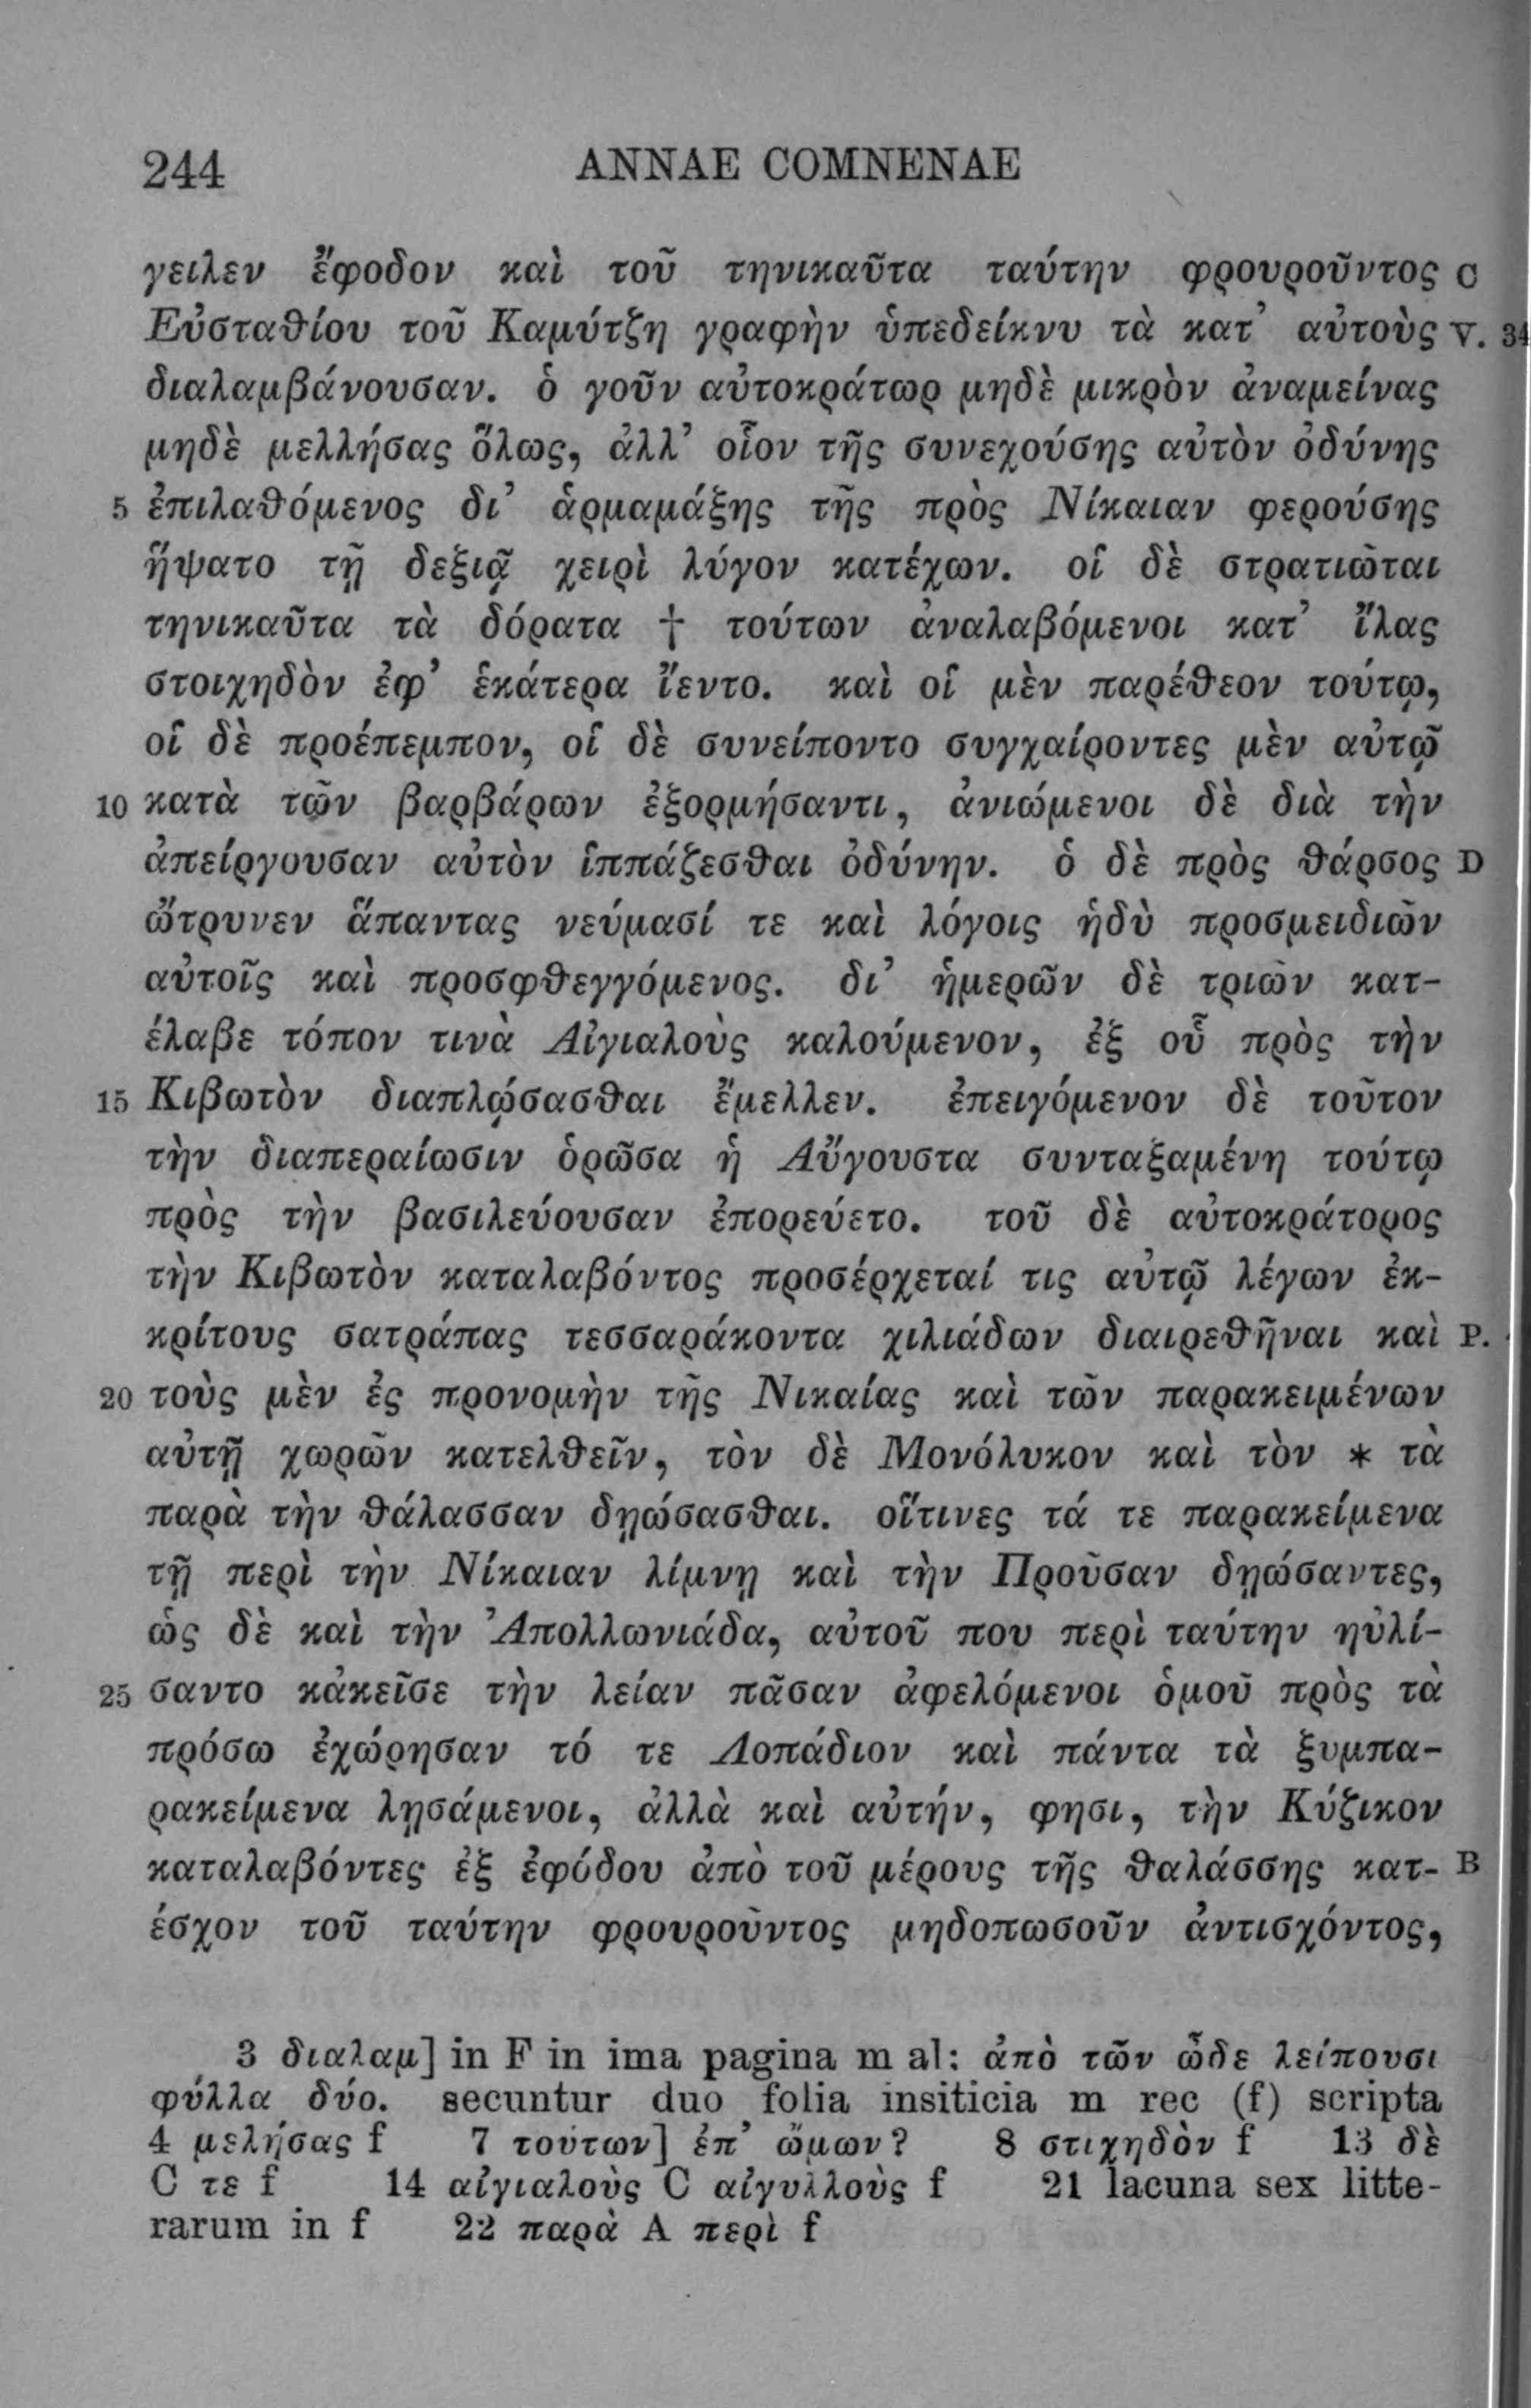 244 ANNAE COMNENAE
γειλεν ἔφοδον καὶ τοῦ τηνικαῦτα ταύτην φρουροῦντος C
Εὐσταθίου τοῦ Καμύτζη γραφὴν ὑπεδείκνυ τὰ κατ’ αὐτοὺς V. 34
διαλαμβάνουσαν. ὁ γοῦν αὐτοκράτωρ μηδὲ μικρὸν ἀναμείνας
μηδὲ μελλήσας ὅλως, ἀλλ’ οἷον τῆς συνεχούσης αὐτὸν ὀδύνης
5 ἐπιλαθόμενος δι’ ἁρμαμάξης τῆς πρὸς Νίκαιαν φερούσης
ἥψατο τῇ δεξιᾷ χειρὶ λύγον κατέχων. οἱ δὲ στρατιῶται
τηνικαῦτα τὰ δόρατα † τούτων ἀναλαβόμενοι κατ’ ἴλας
στοιχηδὸν ἐφ’ ἑκάτερα ἵεντο. καὶ οἱ μὲν παρέθεον τούτῳ,
οἱ δὲ προέπεμπον, οἱ δὲ συνείποντο συγχαίροντες μὲν αὐτῷ
10 κατὰ τῶν βαρβάρων ἐξορμήσαντι, ἀνιώμενοι δὲ διὰ τὴν
ἀπείργουσαν αὐτὸν ἱππάζεσθαι ὀδύνην. ὁ δὲ πρὸς θάρσος D
ὤτρυνεν ἅπαντας νεύμασί τε καὶ λόγοις ἡδὺ προσμειδιῶν
αὐτοῖς καὶ προσφθεγγόμενος. δι’ ἡμερῶν δὲ τριῶν κατ-
έλαβε τόπον τινὰ Αἰγιαλοὺς καλούμενον, ἐξ οὗ πρὸς τὴν
15 Κιβωτὸν διαπλῴσασθαι ἔμελλεν. ἐπειγόμενον δὲ τοῦτον
τὴν διαπεραίωσιν ὁρῶσα ἡ Αὔγουστα συνταξαμένη τούτῳ
πρὸς τὴν βασιλεύουσαν ἐπορεύετο. τοῦ δὲ αὐτοκράτορος
τὴν Κιβωτὸν καταλαβόντος προσέρχεταί τις αὐτῷ λέγων ἐκ-
κρίτους σατράπας τεσσαράκοντα χιλιάδων διαιρεθῆναι καὶ P.
20 τοὺς μὲν ἐς προνομὴν τῆς Νικαίας καὶ τῶν παρακειμένων
αὐτῇ χωρῶν κατελθεῖν, τὸν δὲ Μονόλυκον καὶ τὸν * τὰ
παρὰ τὴν θάλασσαν δῃώσασθαι. οἵτινες τά τε παρακείμενα
τῇ περὶ τὴν Νίκαιαν λίμνῃ καὶ τὴν Προῦσαν δῃώσαντες,
ὡς δὲ καὶ τὴν Ἀπολλωνιάδα, αὐτοῦ που περὶ ταύτην ηὐλί-
25 σαντο κἀκεῖσε τὴν λείαν πᾶσαν ἀφελόμενοι ὁμοῦ πρὸς τὰ
πρόσω ἐχώρησαν τό τε Λοπάδιον καὶ πάντα τὰ ξυμπα-
ρακείμενα λῃσάμενοι, ἀλλὰ καὶ αὐτήν, φησι, τὴν Κύζικον
καταλαβόντες ἐξ ἐφόδου ἀπὸ τοῦ μέρους τῆς θαλάσσης κατ- B
έσχον τοῦ ταύτην φρουροῦντος μηδοπωσοῦν ἀντισχόντος,
3 διαλαμ] in F in ima pagina m al: ἀπὸ τῶν ὧδε λείπουσι
φύλλα δύο. secuntur duo folia insiticia m rec (f) scripta
4 μελήσας f 7 τούτων] ἐπ’ ὤμων? 8 στιχηδὸν f 13 δὲ
C τε f 14 αἰγιαλοὺς C αἰγυλλοὺς f 21 lacuna sex litte-
rarum in f 22 παρὰ A περὶ f